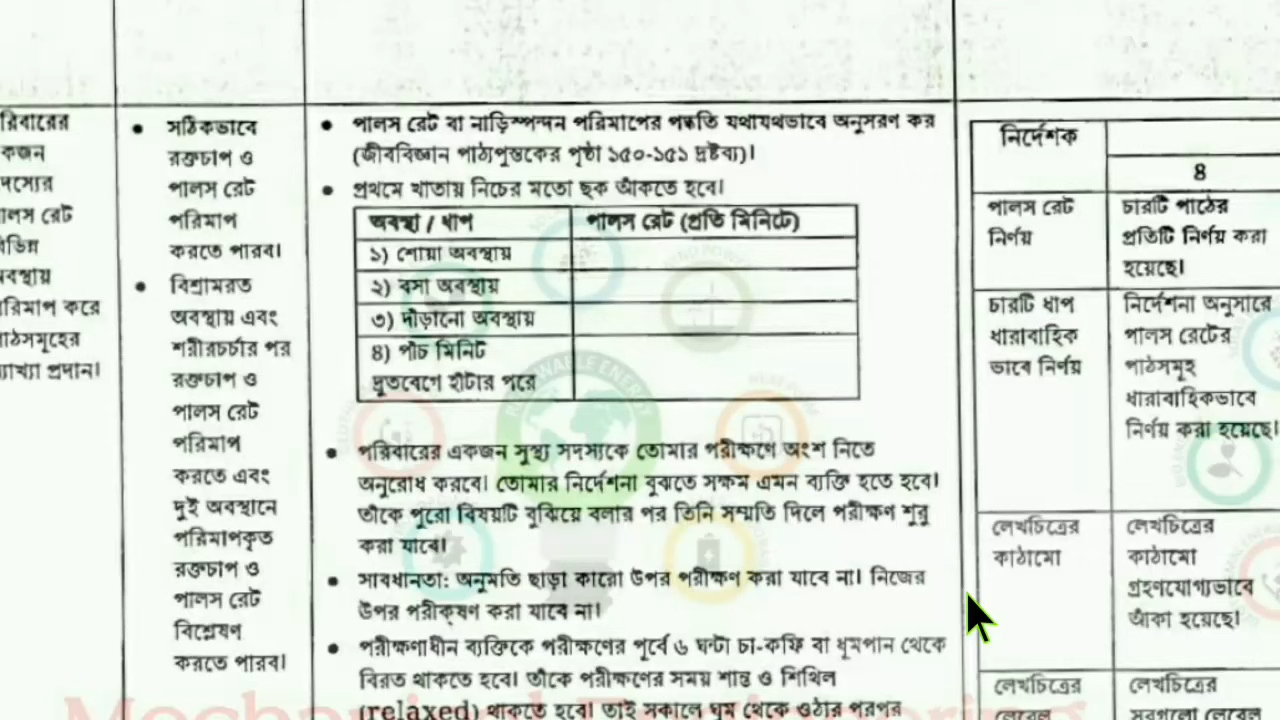 রিবারের
কজন
দস্যের
লস রেট
বিভিন্ন
বস্থায়
রিমাপ করে
াঠসমূহের
্যাখ্যা প্রদান।
• সঠিকভাবে
রক্তচাপ ও
পালস রেট
পরিমাপ
করতে পারব।
• বিশ্রামরত
অবস্থায় এবং
শরীরচর্চার পর
রক্তচাপ ও
পালস রেট
পরিমাপ
করতে এবং
দুই অবস্থানে
পরিমাপকৃত
রক্তচাপ ও
পালস রেট
বিশ্লেষণ
করতে পারব।
• পালস রেট বা নাড়িস্পন্দন পরিমাপের পদ্ধতি যথাযথভাবে অনুসরণ কর
(জীববিজ্ঞান পাঠ্যপুস্তকের পৃষ্ঠা ১৫০-১৫১ দ্রষ্টব্য)।
• প্রথমে খাতায় নিচের মতো ছক আঁকতে হবে।
অবস্থা / ধাপ পালস রেট (প্রতি মিনিটে)
১) শোয়া অবস্থায়
২) বসা অবস্থায়
৩) দাঁড়ানো অবস্থায়
৪) পাঁচ মিনিট
দ্রুতবেগে হাঁটার পরে
• পরিবারের একজন সুস্থ্য সদস্যকে তোমার পরীক্ষণে অংশ নিতে
অনুরোধ করবে। তোমার নির্দেশনা বুঝতে সক্ষম এমন ব্যক্তি হতে হবে।
তাঁকে পুরো বিষয়টি বুঝিয়ে বলার পর তিনি সম্মতি দিলে পরীক্ষণ শুরু
করা যাবে।
• সাবধানতা: অনুমতি ছাড়া কারো উপর পরীক্ষণ করা যাবে না। নিজের
উপর পরীক্ষণ করা যাবে না।
• পরীক্ষণাধীন ব্যক্তিকে পরীক্ষণের পূর্বে ৬ ঘন্টা চা-কফি বা ধূমপান থেকে
বিরত থাকতে হবে। তাঁকে পরীক্ষণের সময় শান্ত ও শিথিল
(relaxed) থাকতে হবে। তাই সকালে ঘুম থেকে ওঠার পরপর
নির্দেশক
৪
পালস রেট
নির্ণয়
চারটি পাঠের
প্রতিটি নির্ণয় করা
হয়েছে।
চারটি ধাপ
ধারাবাহিক
ভাবে নির্ণয়
নির্দেশনা অনুসারে
পালস রেটের
পাঠসমূহ
ধারাবাহিকভাবে
নির্ণয় করা হয়েছে।
লেখচিত্রের
কাঠামো
লেখচিত্রের
কাঠামো
গ্রহণযোগ্যভাবে
আঁকা হয়েছে।
লেখচিত্রের
লেবেল
লেখচিত্রের
সবগুলো লেবেল